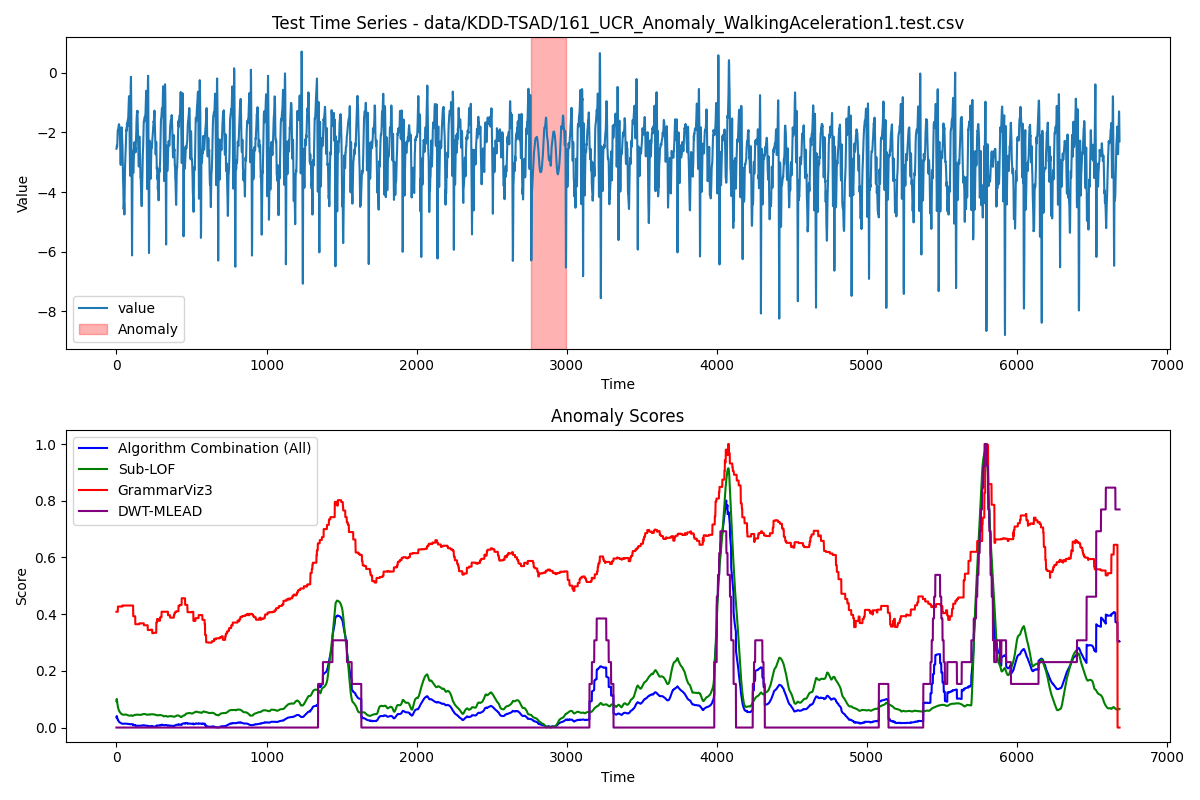 Test Time Series - data/KDD-TSAD/161_UCR_Anomaly_WalkingAceleration1.test.csv
0
−2
−4
−6
−8
Value
value
Anomaly
0 1000 2000 3000 4000 5000 6000 7000
Time
Anomaly Scores
1.0
0.8
0.6
0.4
0.2
0.0
Score
Algorithm Combination (All)
Sub-LOF
GrammarViz3
DWT-MLEAD
0 1000 2000 3000 4000 5000 6000 7000
Time